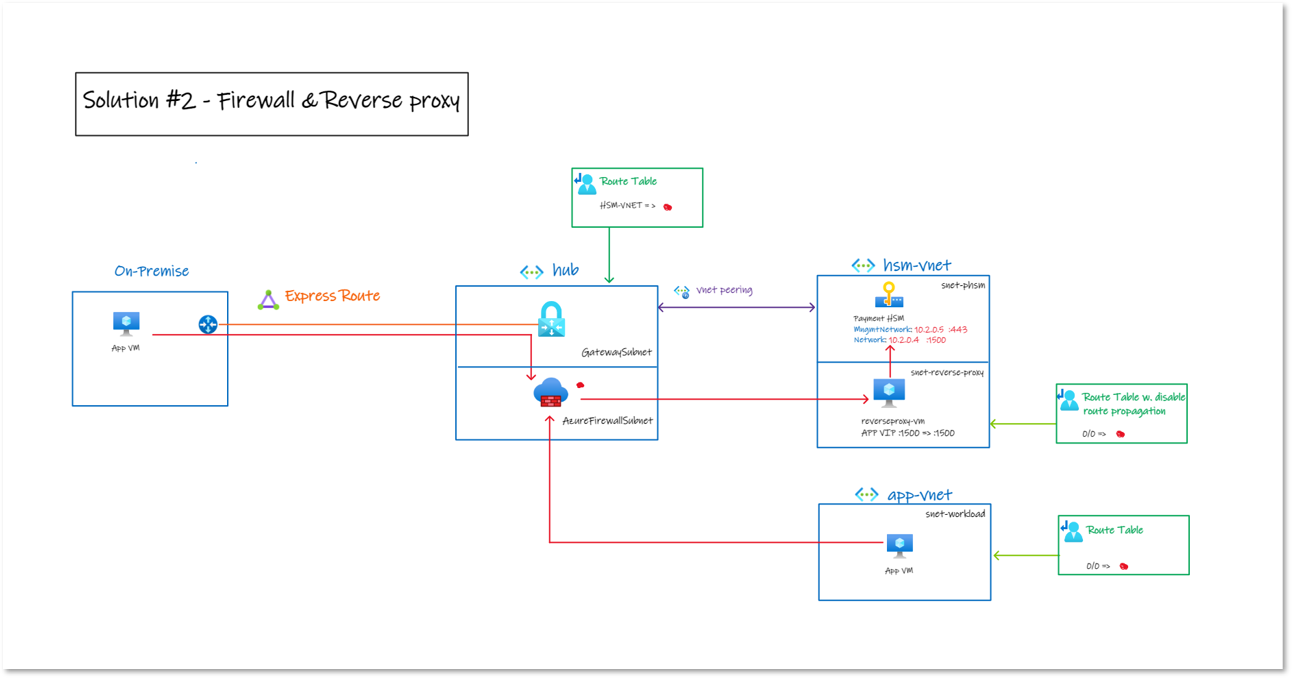 Solution #2 - Firewall & Reverse proxy
Route Table
HSM-VNET = >
On-Premise
App VM
Express Route
hub
GatewaySubnet
AzureFirewallSubnet
vnet peering
hsm-vnet
snet-phsm
Payment HSM
MngmtNetwork: 10.2.0.5 :443
Network: 10.2.0.4 :1500
snet-reverse-proxy
reverseproxy-vm
APP VIP :1500 => :1500
Route Table w. disable
route propagation
0/0 =>
app-vnet
snet-workload
App VM
Route Table
0/0 =>